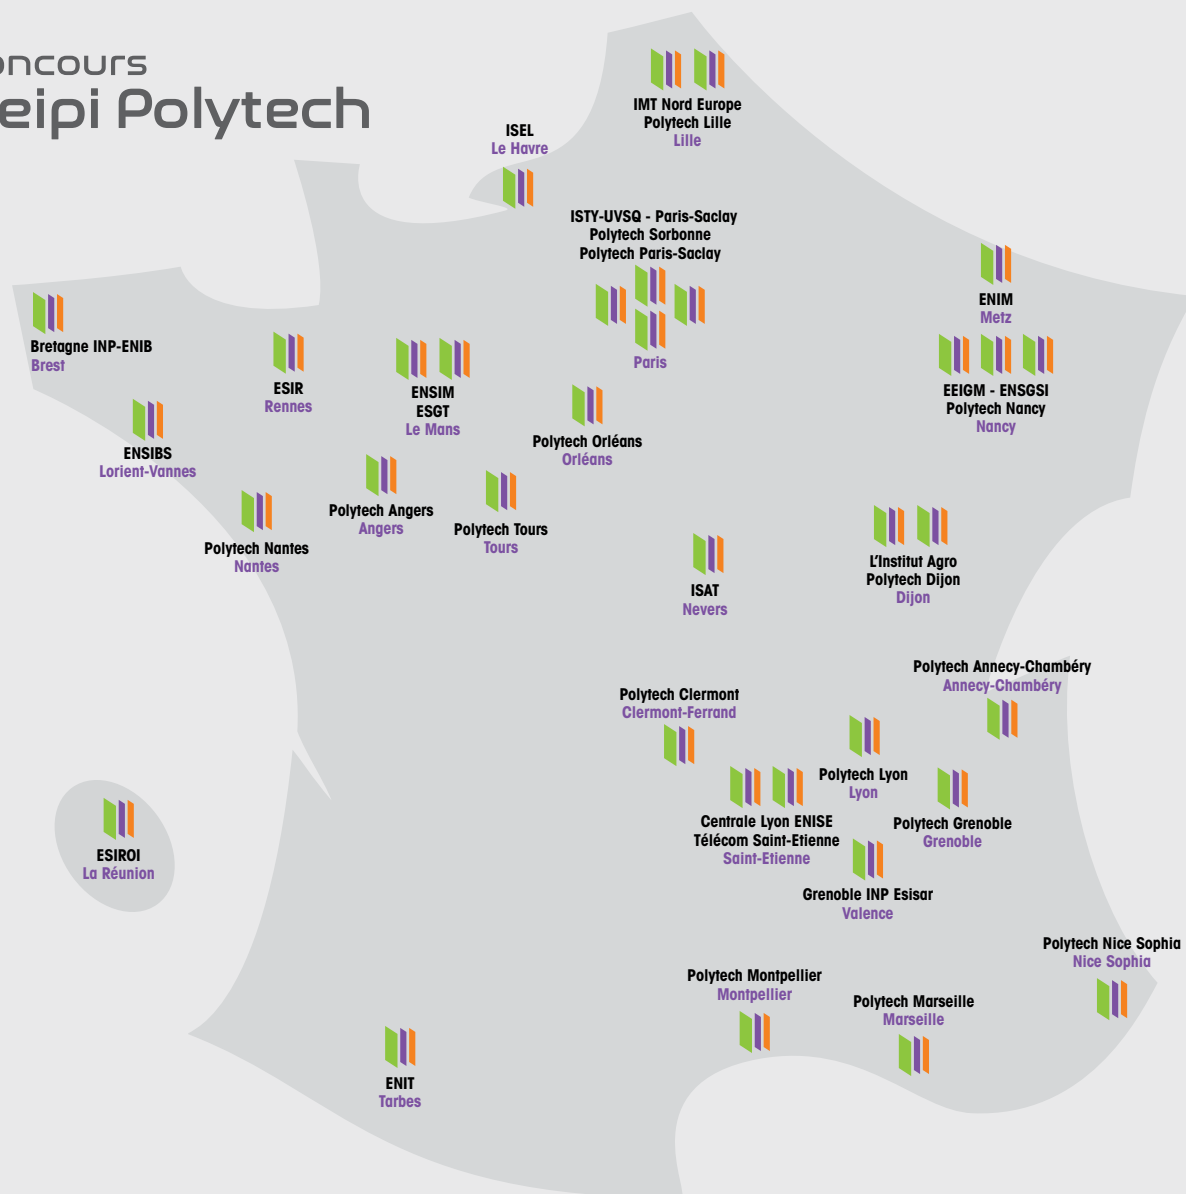 oncours
eipi Polytech
IMT Nord Europe
Polytech Lille
Lille
ISEL
Le Havre
ISTY-UVSQ - Paris-Saclay
Polytech Sorbonne
Polytech Paris-Saclay
Paris
ENIM
Metz
Bretagne INP-ENIB
Brest
ESIR
Rennes
ENSIM
ESGT
Le Mans
EEIGM - ENSGSI
Polytech Nancy
Nancy
Polytech Orléans
Orléans
ENSIBS
Lorient-Vannes
Polytech Angers
Angers
Polytech Tours
Tours
Polytech Nantes
Nantes
L'Institut Agro
Polytech Dijon
Dijon
ISAT
Nevers
Polytech Annecy-Chambéry
Annecy-Chambéry
Polytech Clermont
Clermont-Ferrand
Polytech Lyon
Lyon
Centrale Lyon ENISE
Télécom Saint-Etienne
Saint-Etienne
Polytech Grenoble
Grenoble
ESIROI
La Réunion
Grenoble INP Esisar
Valence
Polytech Nice Sophia
Nice Sophia
Polytech Montpellier
Montpellier
Polytech Marseille
Marseille
ENIT
Tarbes